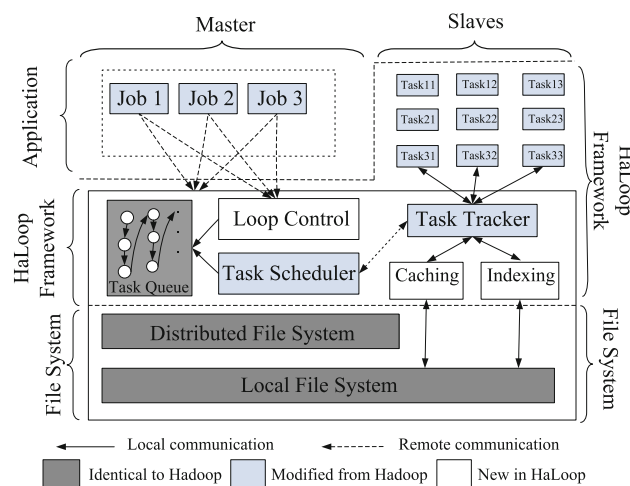 Master
Slaves
Application
Job 1
Job 2
Job 3
Task11
Task12
Task13
Task21
Task22
Task23
Task31
Task32
Task33
HaLoop
Framework
HaLoop
Framework
Task Queue
Loop Control
Task Scheduler
Task Tracker
Caching
Indexing
File System
Distributed File System
Local File System
File System
Local communication
Remote communication
Identical to Hadoop
Modified from Hadoop
New in HaLoop